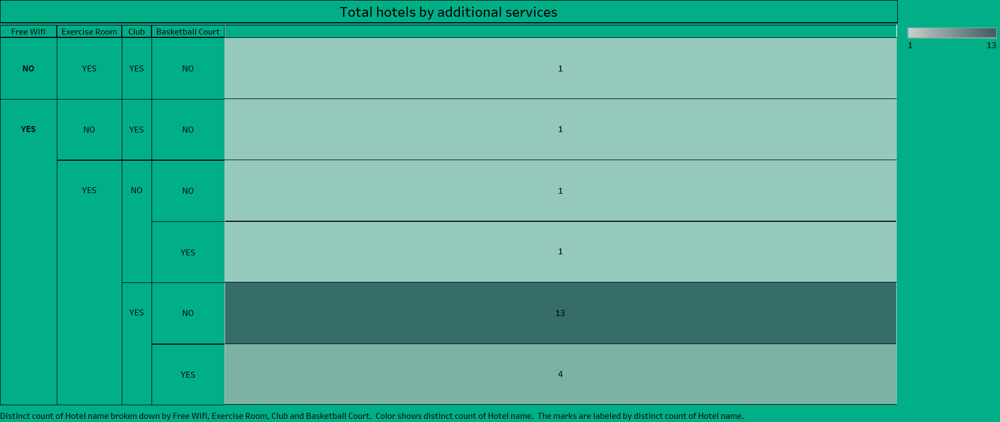 Total hotels by additional services
Free Wifi Exercise Room Club Basketball Court
1 13
NO YES YES NO 1
YES NO YES NO 1
YES NO NO 1
YES 1
YES NO 13
YES 4
Distinct count of Hotel name broken down by Free Wifi, Exercise Room, Club and Basketball Court. Color shows distinct count of Hotel name. The marks are labeled by distinct count of Hotel name.